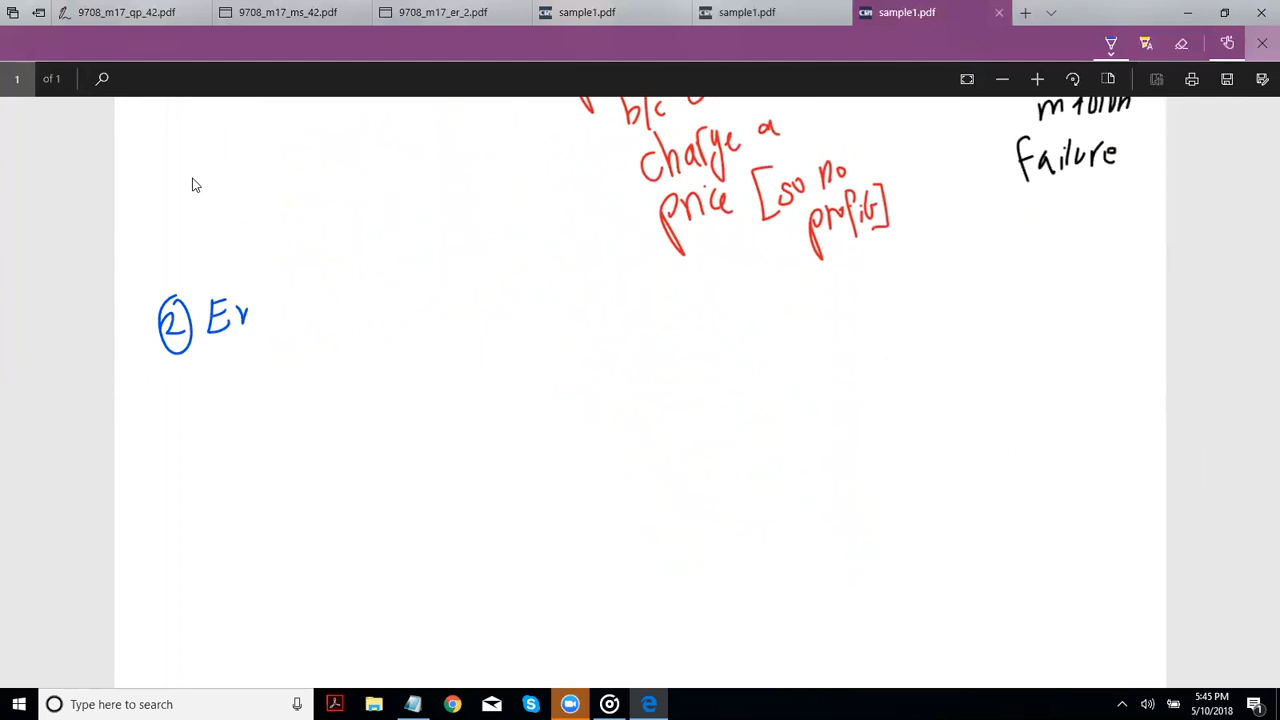 9708_m17_qp_42.pdf
9708_m17_ms_42.pdf
9708_m17_er_2.pdf
sample1.pdf
sample1.pdf
sample1.pdf
1 of 1
b/c
charge a
price [so no
profit]
Failure
② Er
Type here to search
5:45 PM
5/10/2018